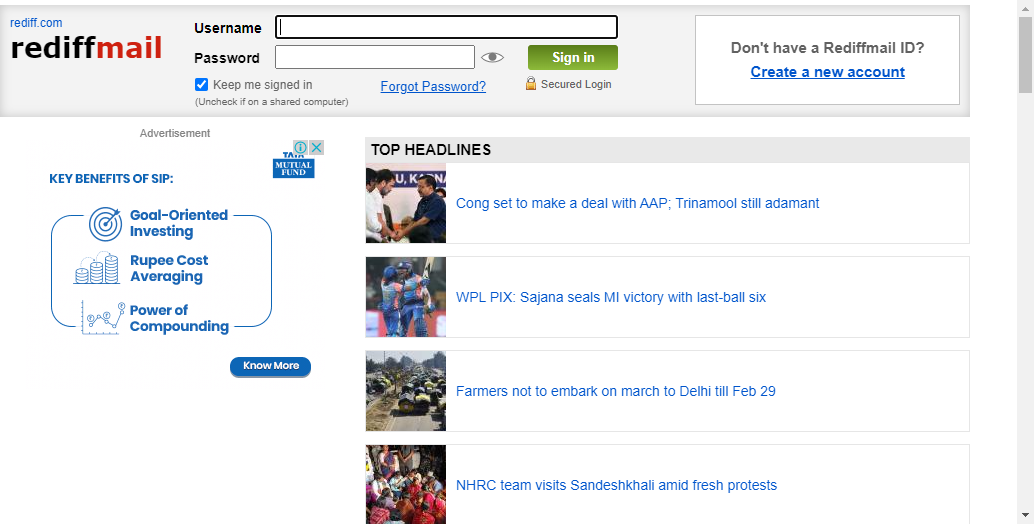 rediff.com
rediffmail
Username
Password
Sign in
Keep me signed in
(Uncheck if on a shared computer)
Forgot Password?
Secured Login
Don't have a Rediffmail ID?
Create a new account
Advertisement
TATA
MUTUAL
FUND
KEY BENEFITS OF SIP:
Goal-Oriented
Investing
Rupee Cost
Averaging
Power of
Compounding
Know More
TOP HEADLINES
U, KARNA
Cong set to make a deal with AAP; Trinamool still adamant
WPL PIX: Sajana seals MI victory with last-ball six
Farmers not to embark on march to Delhi till Feb 29
NHRC team visits Sandeshkhali amid fresh protests